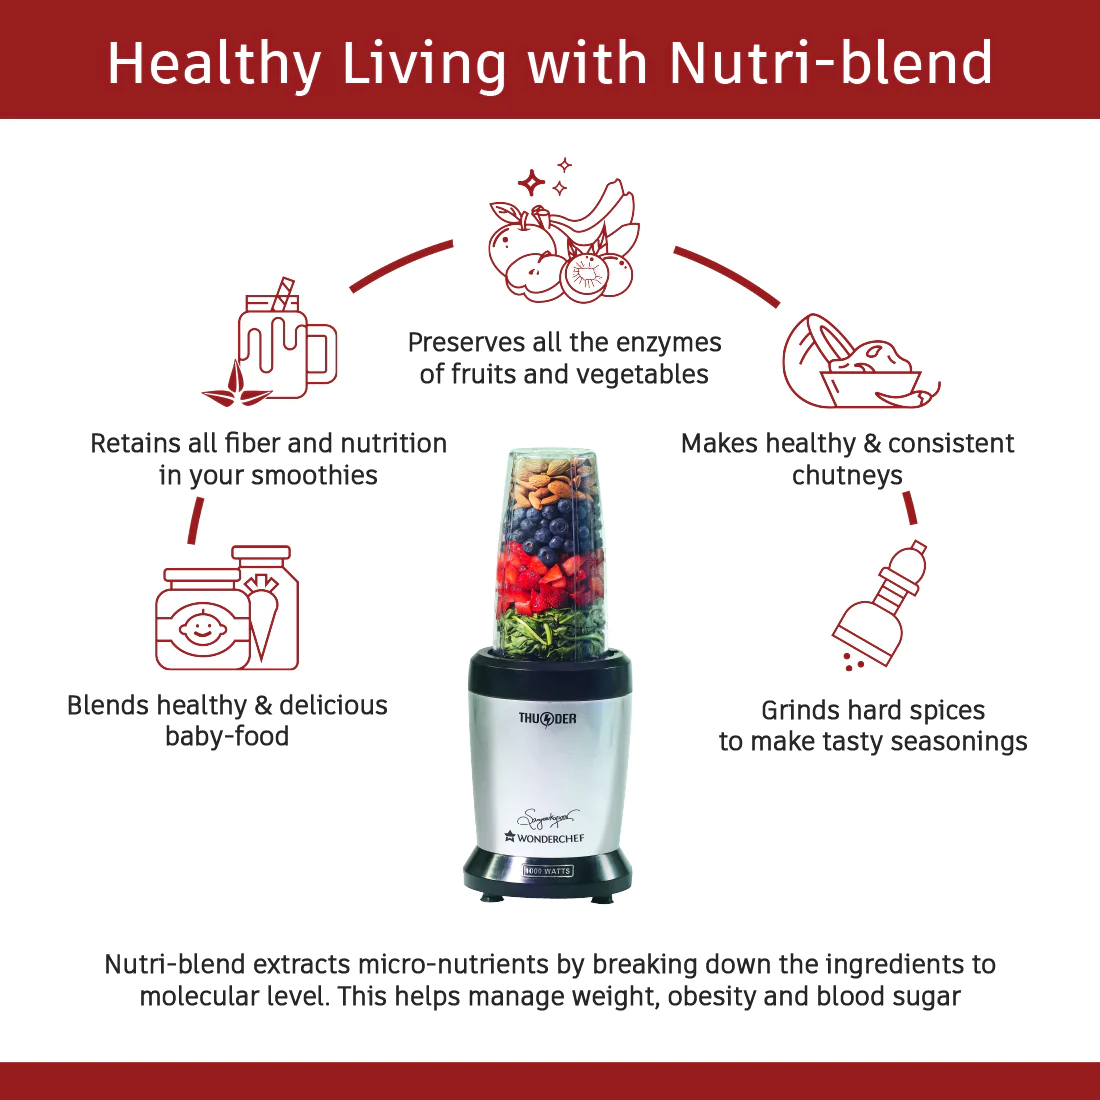 Healthy Living with Nutri-blend
Preserves all the enzymes
of fruits and vegetables
Retains all fiber and nutrition
in your smoothies
Makes healthy & consistent
chutneys
Blends healthy & delicious
baby-food
Grinds hard spices
to make tasty seasonings
THUNDER
WONDERCHEF
1000 WATTS
Nutri-blend extracts micro-nutrients by breaking down the ingredients to
molecular level. This helps manage weight, obesity and blood sugar